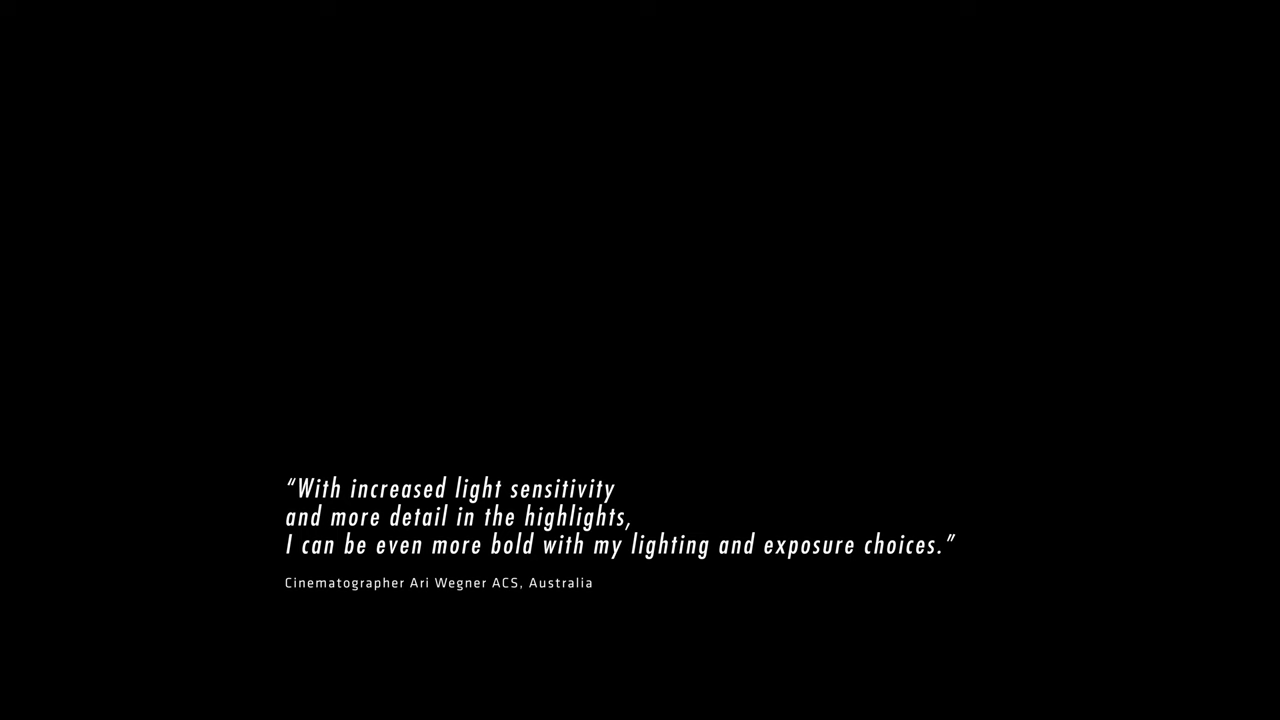 “With increased light sensitivity
and more detail in the highlights,
I can be even more bold with my lighting and exposure choices.”
Cinematographer Ari Wegner ACS, Australia